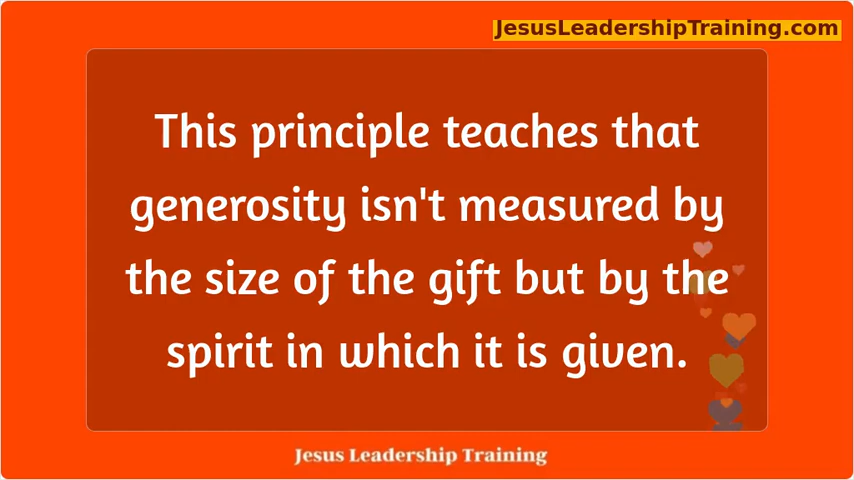 JesusLeadershipTraining.com
This principle teaches that
generosity isn't measured by
the size of the gift but by the
spirit in which it is given.
Jesus Leadership Training